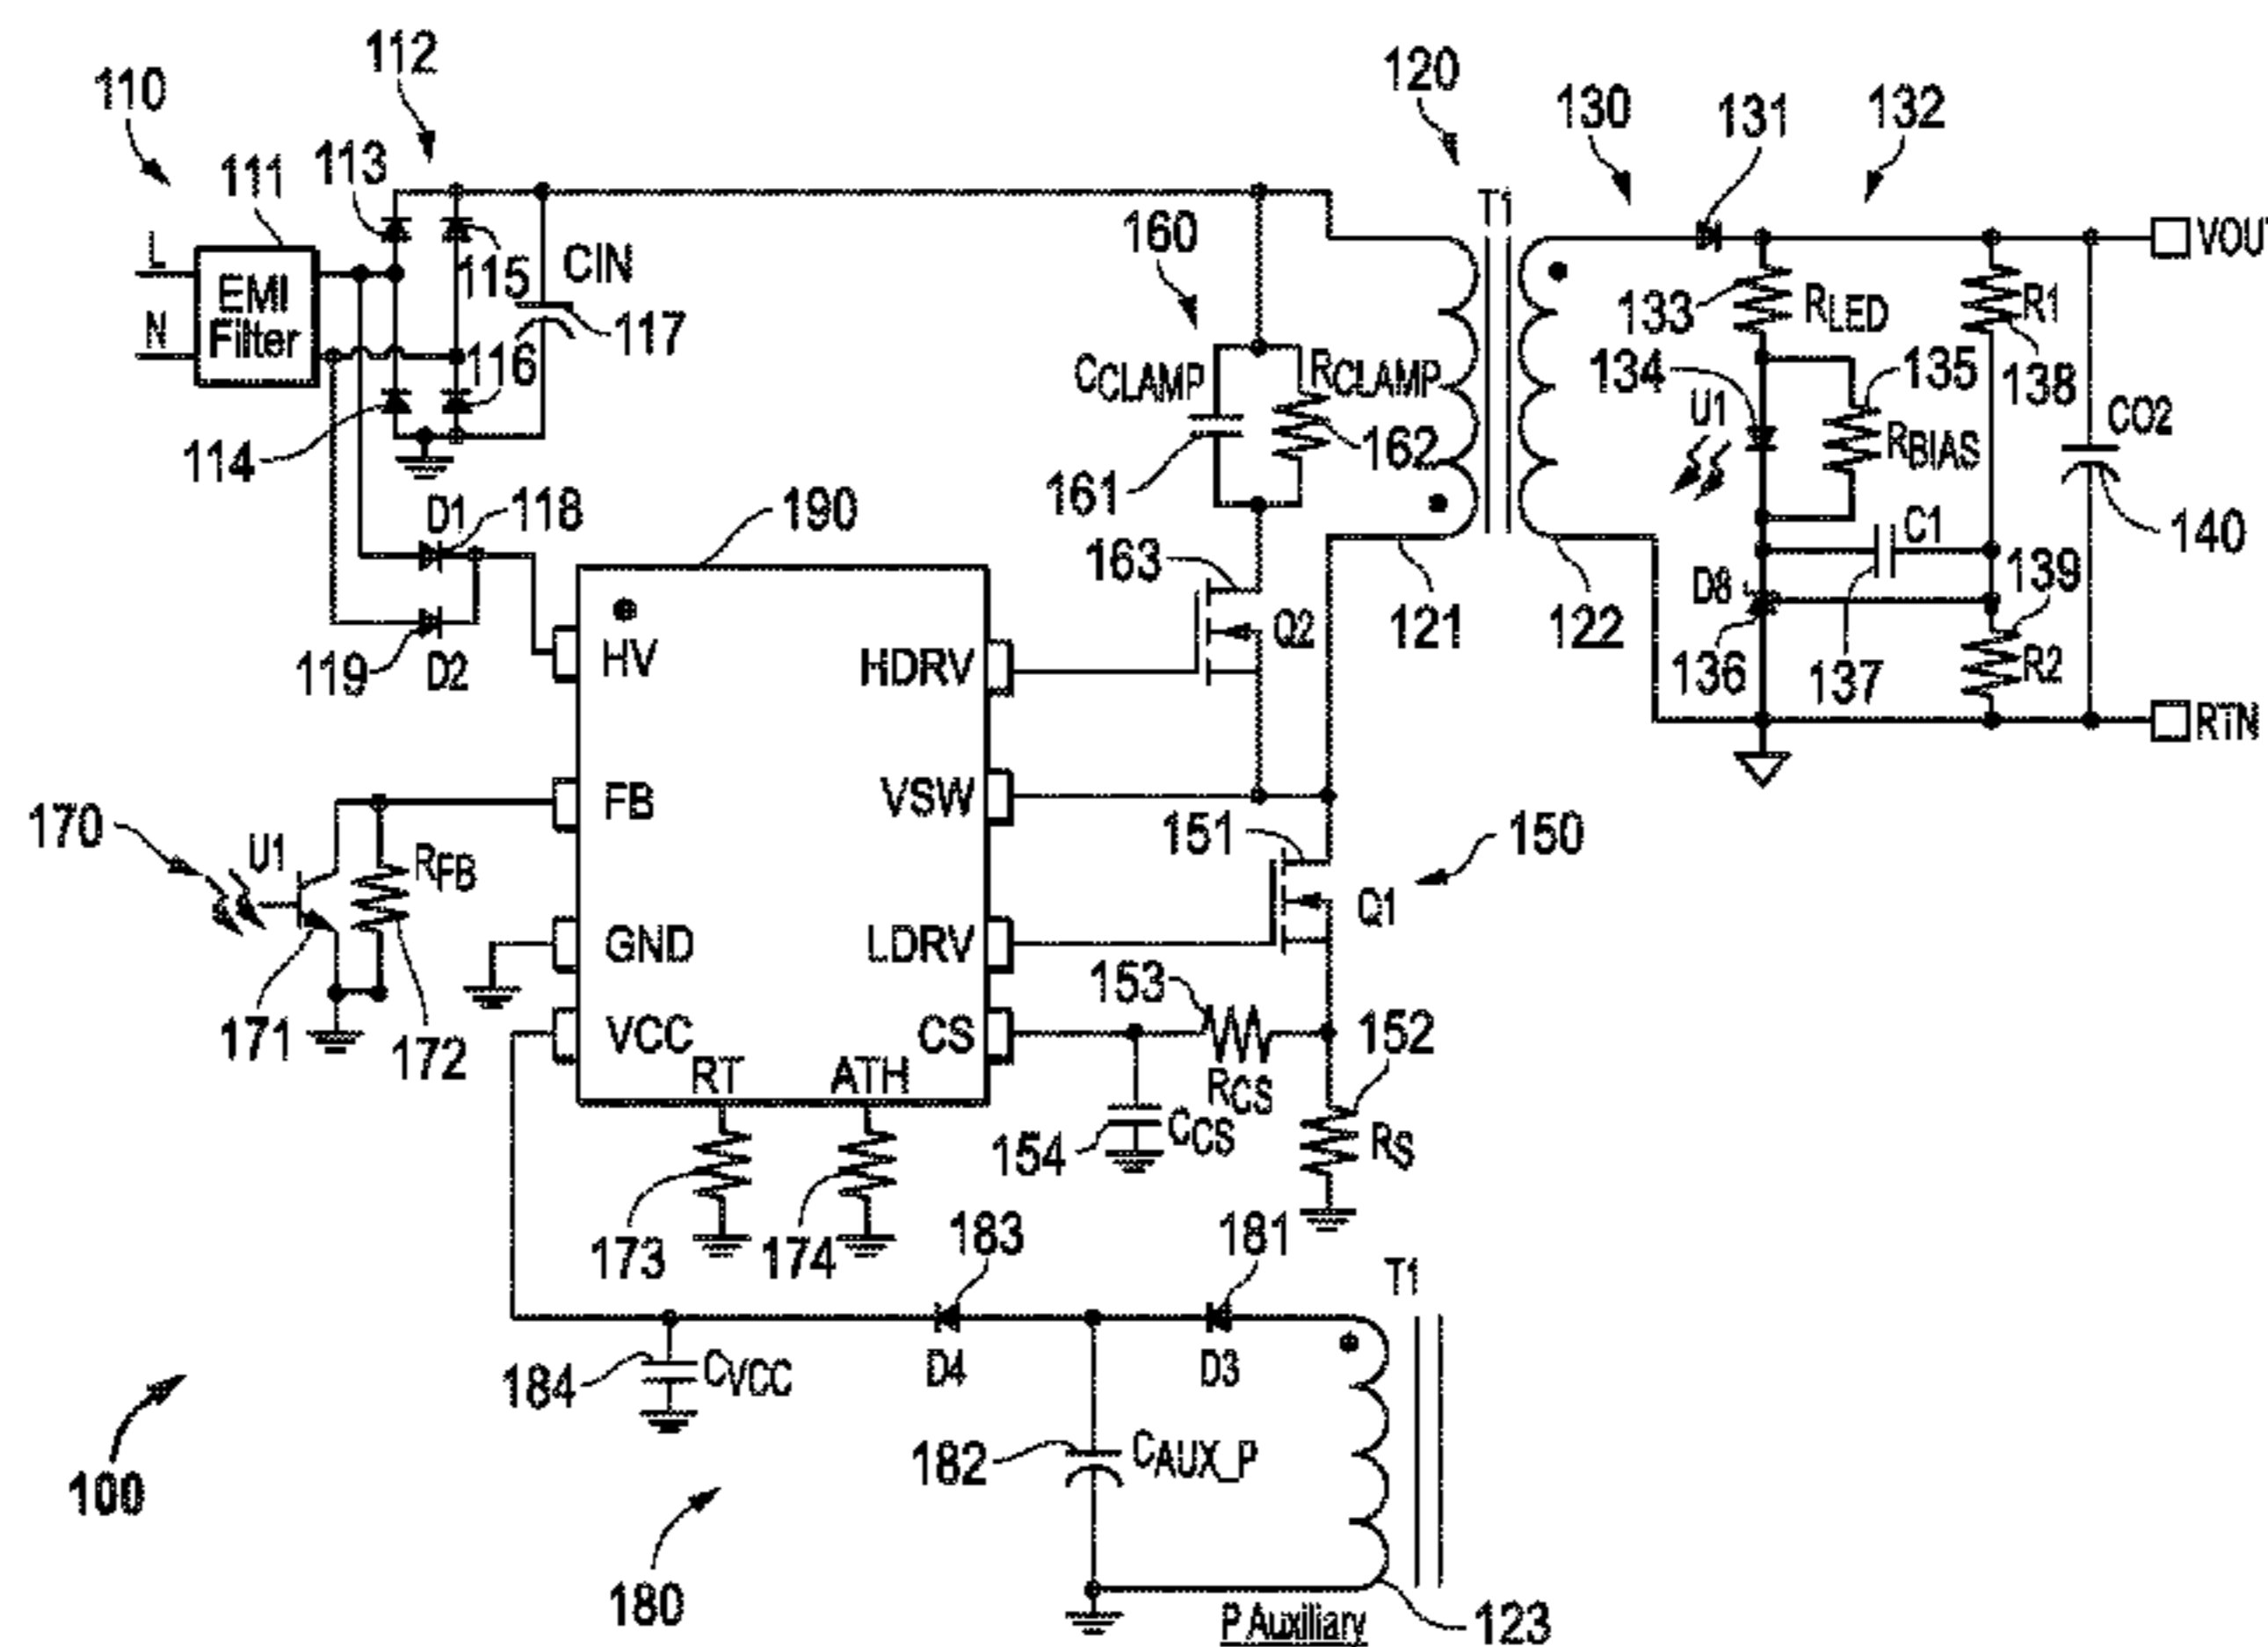 112
110
120
130
131
132
113
111
T1
L
EMI
Filter
N
115
CIN
117
116
114
160
VOUT
133
RLED
R1
138
CCLAMP
RCLAMP
162
161
134
U1
135
RBIAS
CO2
140
D1
118
190
163
Q2
121
122
C1
D8
139
136
137
R2
119
D2
HV
HDRV
RTN
FB
VSW
170
U1
RFB
151
150
Q1
GND
LDRV
171
172
153
152
VCC
RT
ATH
CS
RCS
CCS
154
RS
173
174
183
181
T1
D4
D3
184
CVCC
182
CAUX_P
100
180
P Auxiliary
123